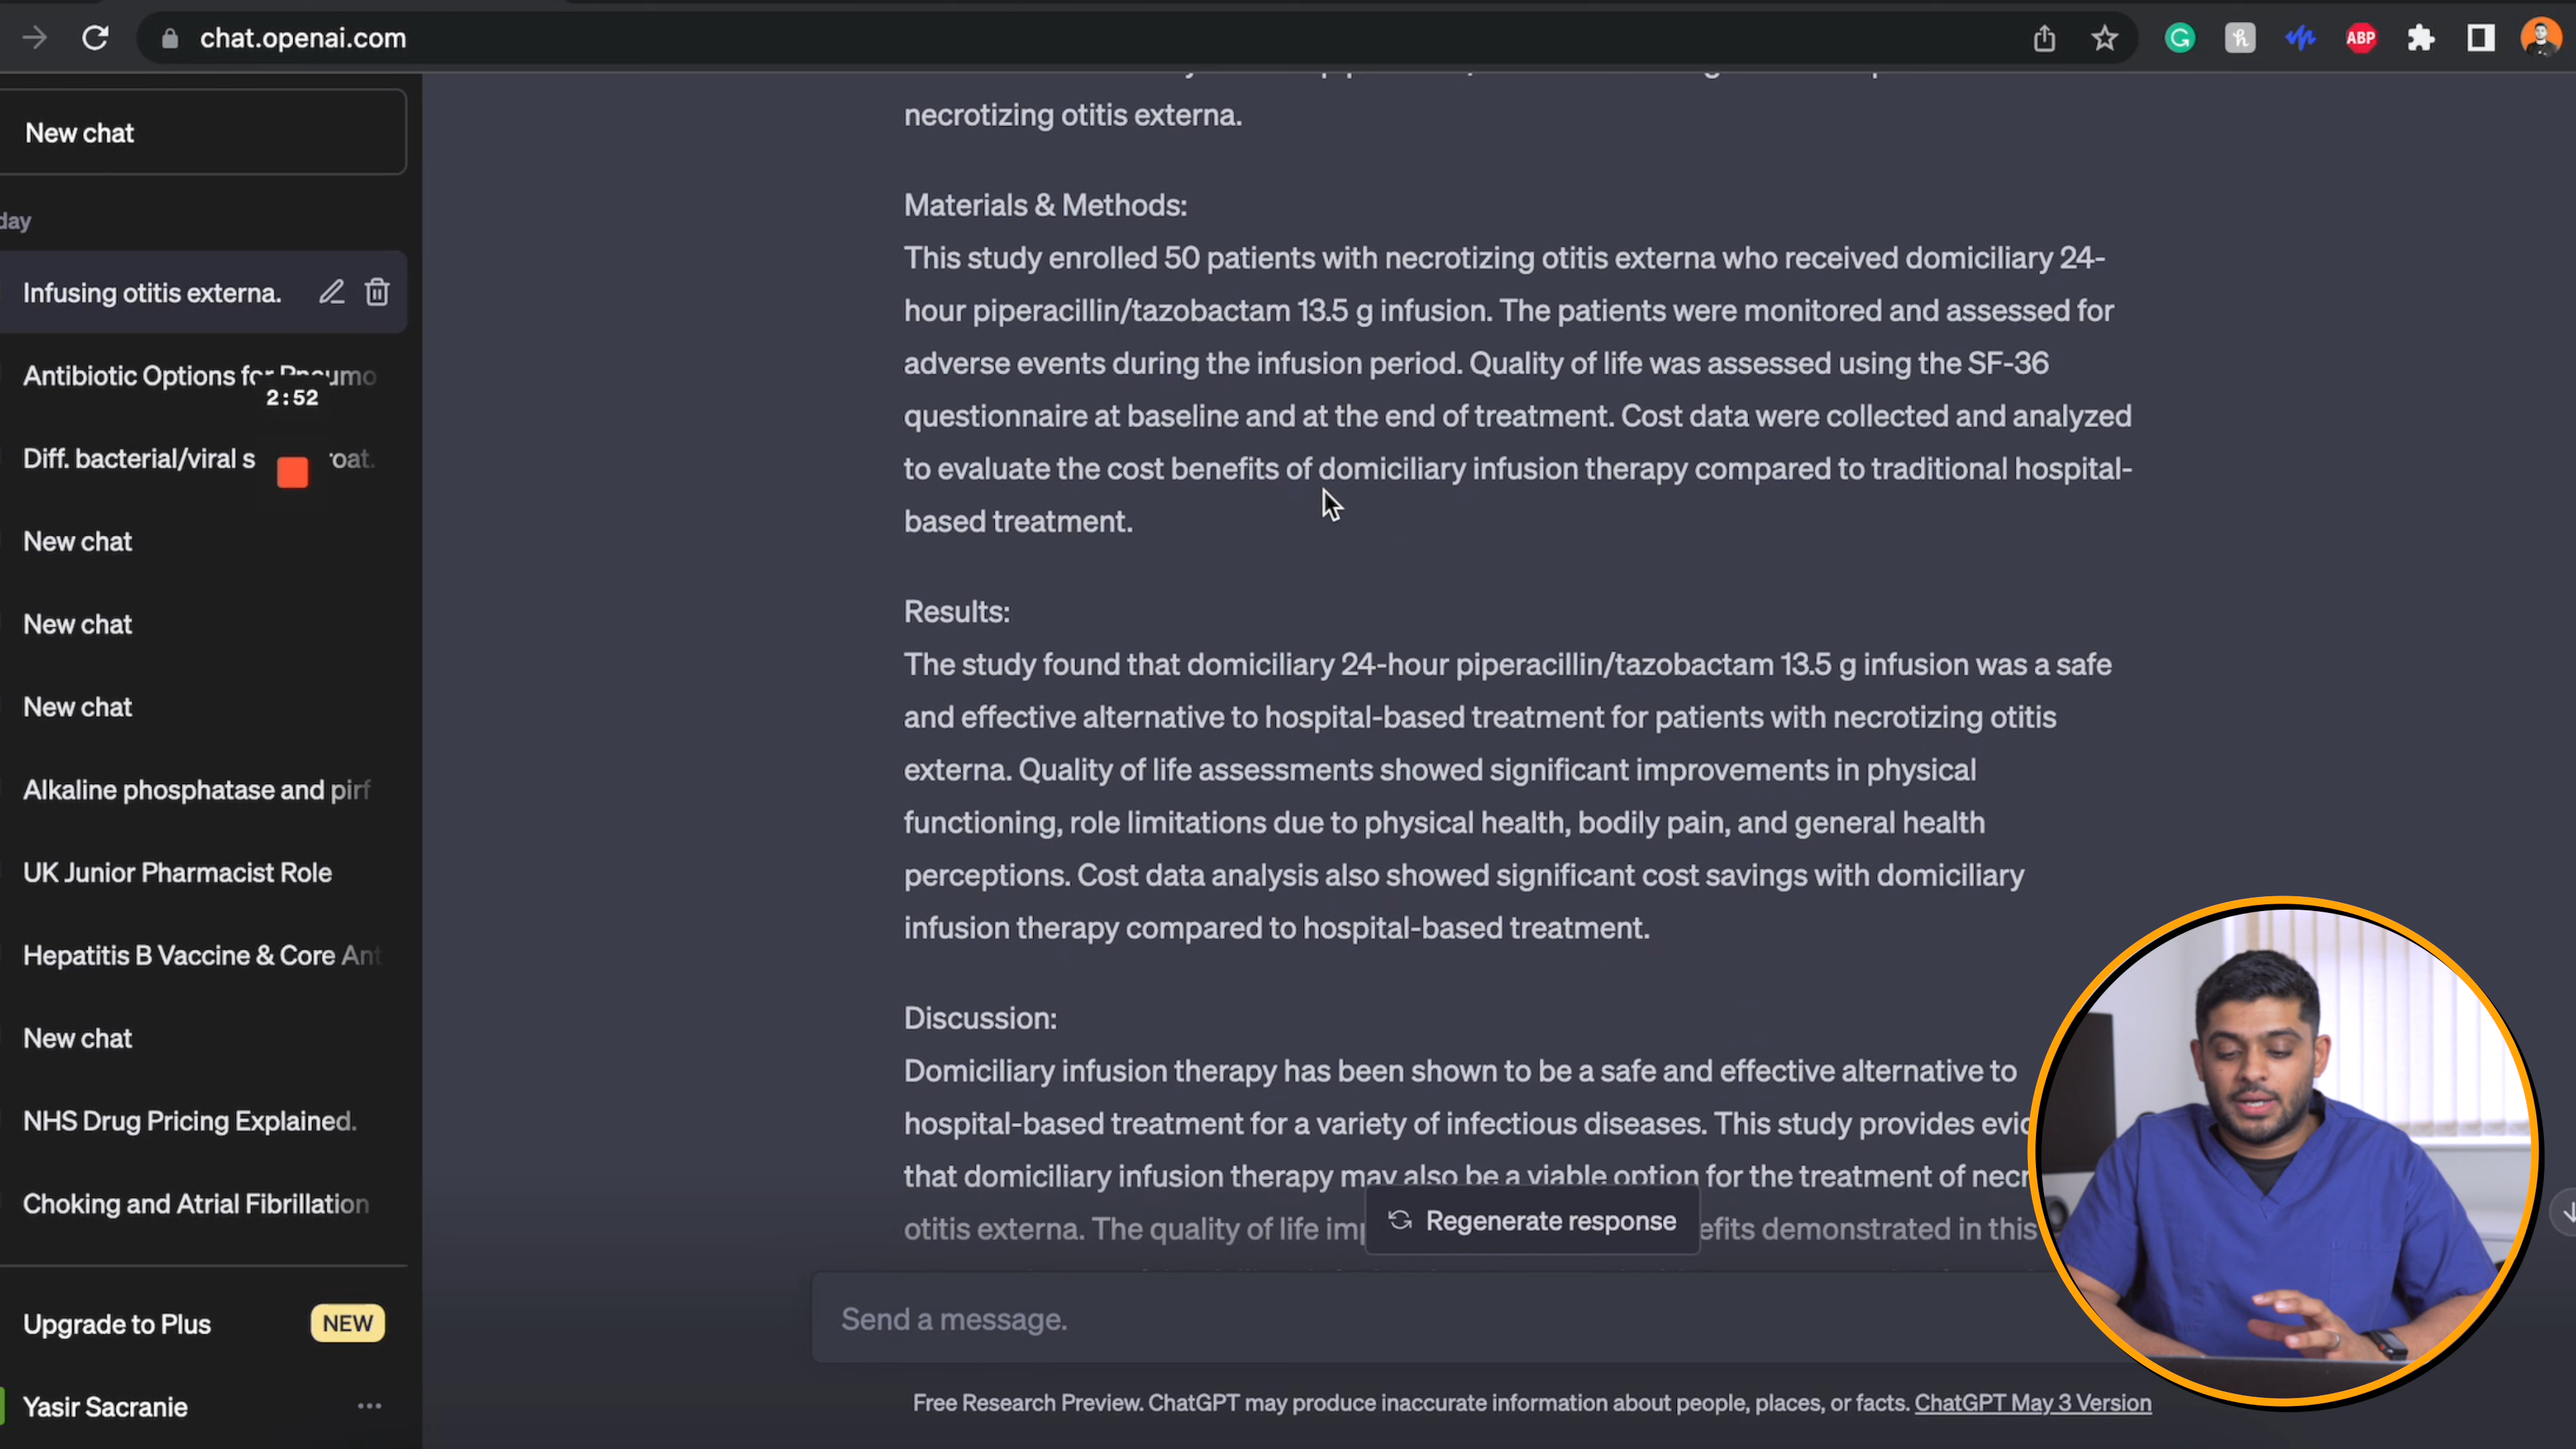 chat.openai.com
ABP
New chat
day
Infusing otitis externa.
Antibiotic Options for Pneumo
2:52
Diff. bacterial/viral s oat.
New chat
New chat
New chat
Alkaline phosphatase and pirf
UK Junior Pharmacist Role
Hepatitis B Vaccine & Core Ant
New chat
NHS Drug Pricing Explained.
Choking and Atrial Fibrillation
Upgrade to Plus
NEW
Yasir Sacranie
necrotizing otitis externa.
Materials & Methods:
This study enrolled 50 patients with necrotizing otitis externa who received domiciliary 24-
hour piperacillin/tazobactam 13.5 g infusion. The patients were monitored and assessed for
adverse events during the infusion period. Quality of life was assessed using the SF-36
questionnaire at baseline and at the end of treatment. Cost data were collected and analyzed
to evaluate the cost benefits of domiciliary infusion therapy compared to traditional hospital-
based treatment.
Results:
The study found that domiciliary 24-hour piperacillin/tazobactam 13.5 g infusion was a safe
and effective alternative to hospital-based treatment for patients with necrotizing otitis
externa. Quality of life assessments showed significant improvements in physical
functioning, role limitations due to physical health, bodily pain, and general health
perceptions. Cost data analysis also showed significant cost savings with domiciliary
infusion therapy compared to hospital-based treatment.
Discussion:
Domiciliary infusion therapy has been shown to be a safe and effective alternative to
hospital-based treatment for a variety of infectious diseases. This study provides evid
that domiciliary infusion therapy may also be a viable option for the treatment of necr
otitis externa. The quality of life imp efits demonstrated in this
Regenerate response
Send a message.
Free Research Preview. ChatGPT may produce inaccurate information about people, places, or facts. ChatGPT May 3 Version